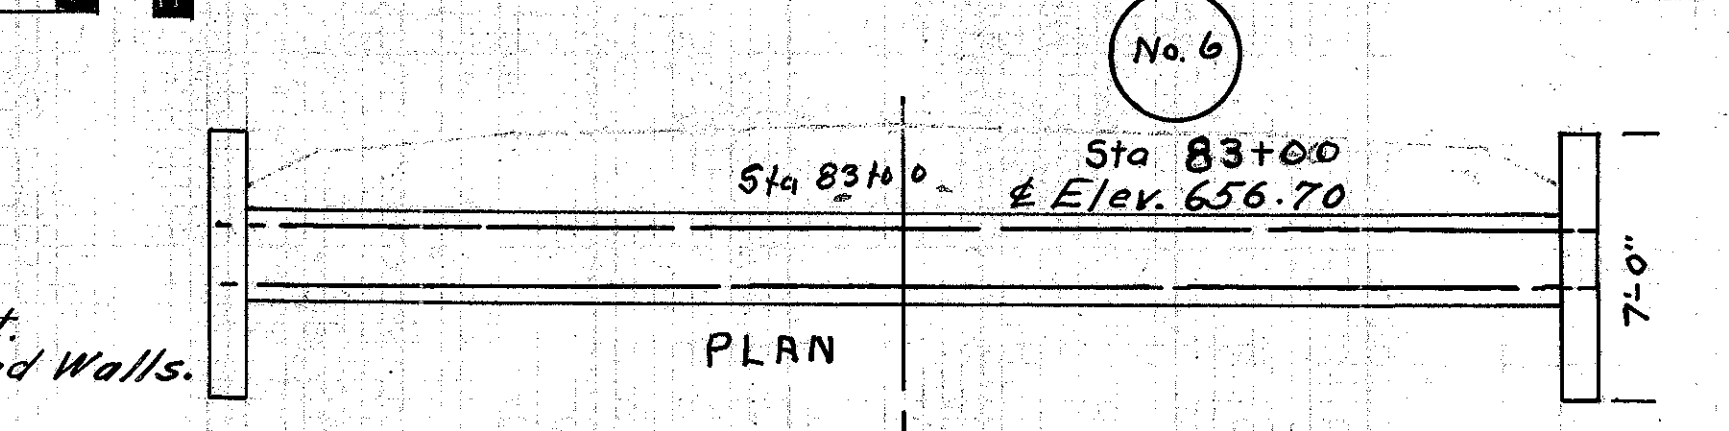 No. 6
Sta 83+00
Sta 83+00
℄ Elev. 656.70
7'-0"
t.
d Walls.
PLAN